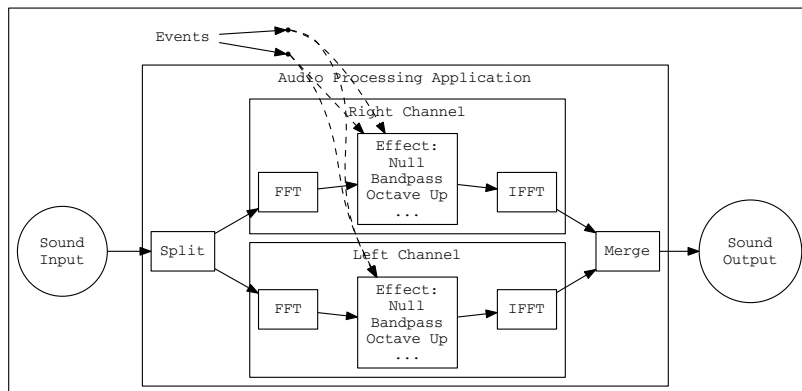 Events
Audio Processing Application
Right Channel
Effect:
Null
Bandpass
Octave Up
...
FFT
IFFT
Sound
Input
Split
Merge
Sound
Output
Left Channel
Effect:
Null
Bandpass
Octave Up
...
FFT
IFFT